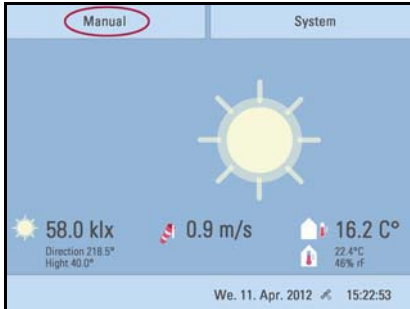 Manual
System
58.0 klx
Direction 218.5°
Hight 40.0°
0.9 m/s
16.2 C°
22.4°C
46% rF
We. 11. Apr. 2012
15:22:53